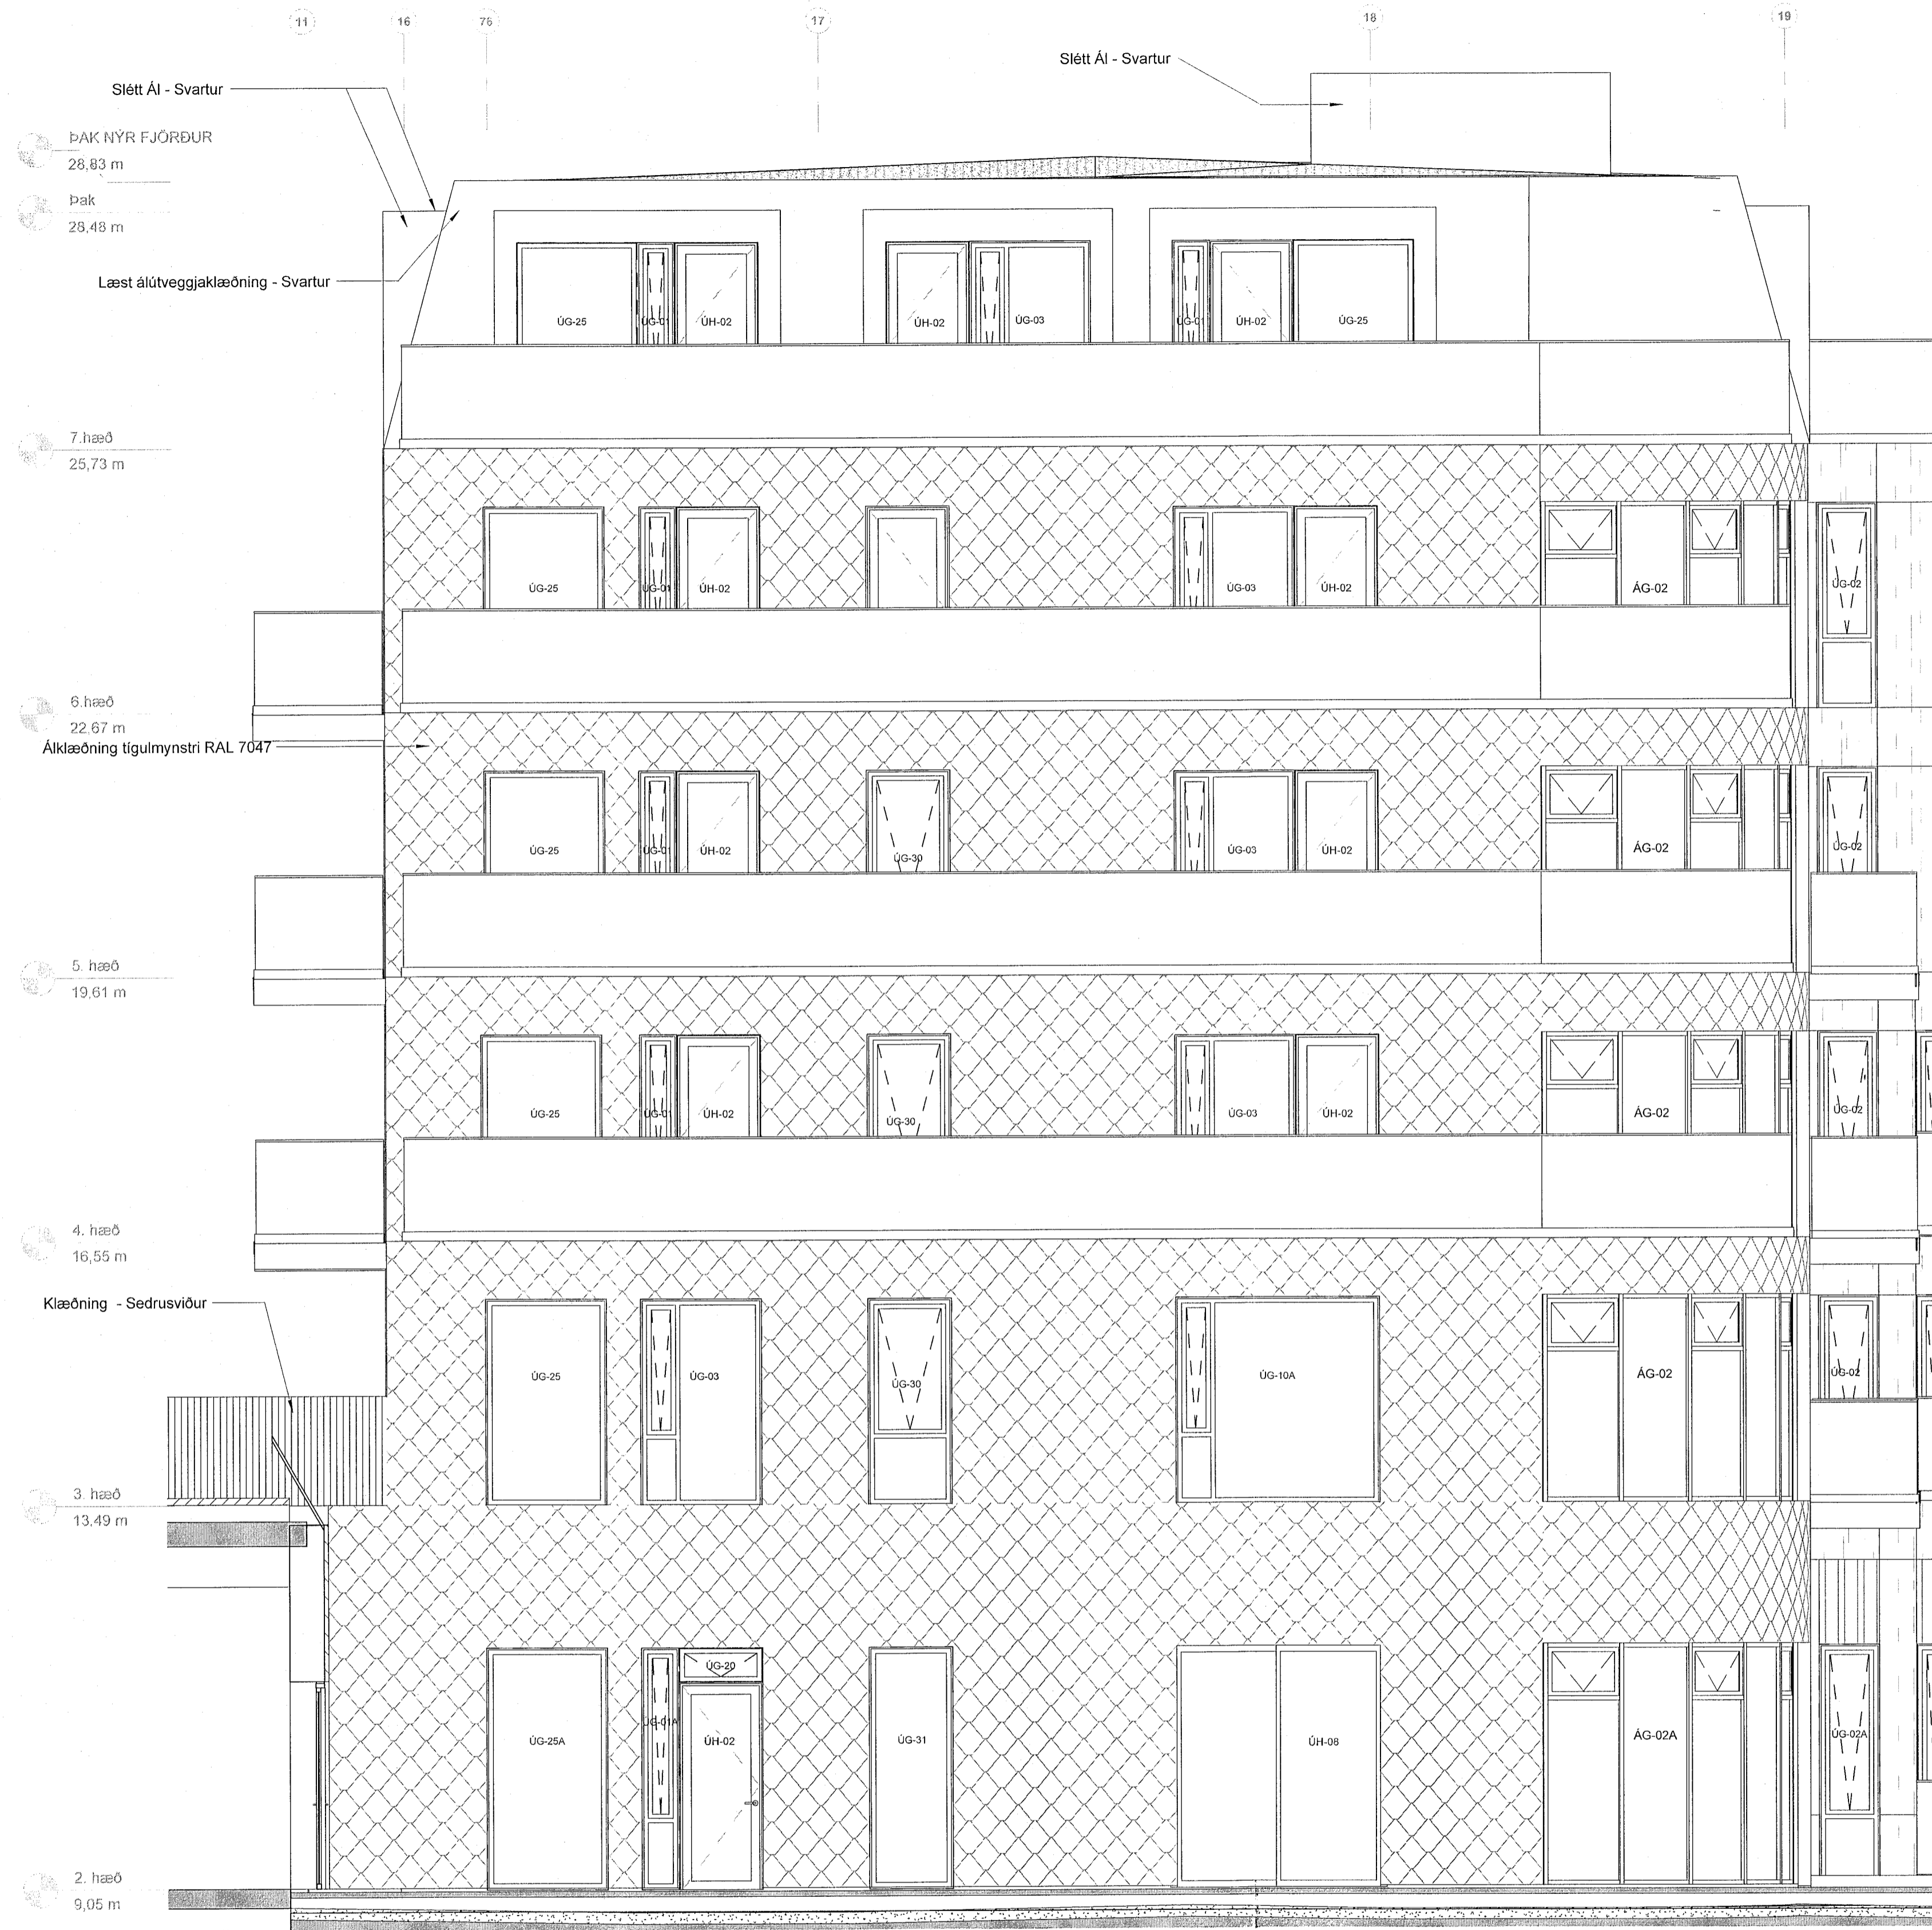 11 16 76 17 18 19
Slétt Ál - Svartur
Slétt Ál - Svartur
ÞAK NÝR FJÖRÐUR
28,83 m
Þak
28,48 m
Læst álútveggjaklæðning - Svartur
ÚG-25 ÚG-01 ÚH-02 ÚH-02 ÚG-03 ÚG-01 ÚH-02 ÚG-25
7.hæð
25,73 m
ÚG-25 ÚG-01 ÚH-02 ÚG-03 ÚH-02 ÁG-02 ÚG-02
6.hæð
22,67 m
Álklæðning tígulmynstri RAL 7047
ÚG-25 ÚG-01 ÚH-02 ÚG-30 ÚG-03 ÚH-02 ÁG-02 ÚG-02
5. hæð
19,61 m
ÚG-25 ÚG-01 ÚH-02 ÚG-30 ÚG-03 ÚH-02 ÁG-02 ÚG-02
4. hæð
16,55 m
Klæðning - Sedrusviður
ÚG-25 ÚG-03 ÚG-30 ÚG-10A ÁG-02 ÚG-02
3. hæð
13,49 m
ÚG-20
ÚG-01A
ÚG-25A ÚH-02 ÚG-31 ÚH-08 ÁG-02A ÚG-02A
2. hæð
9,05 m